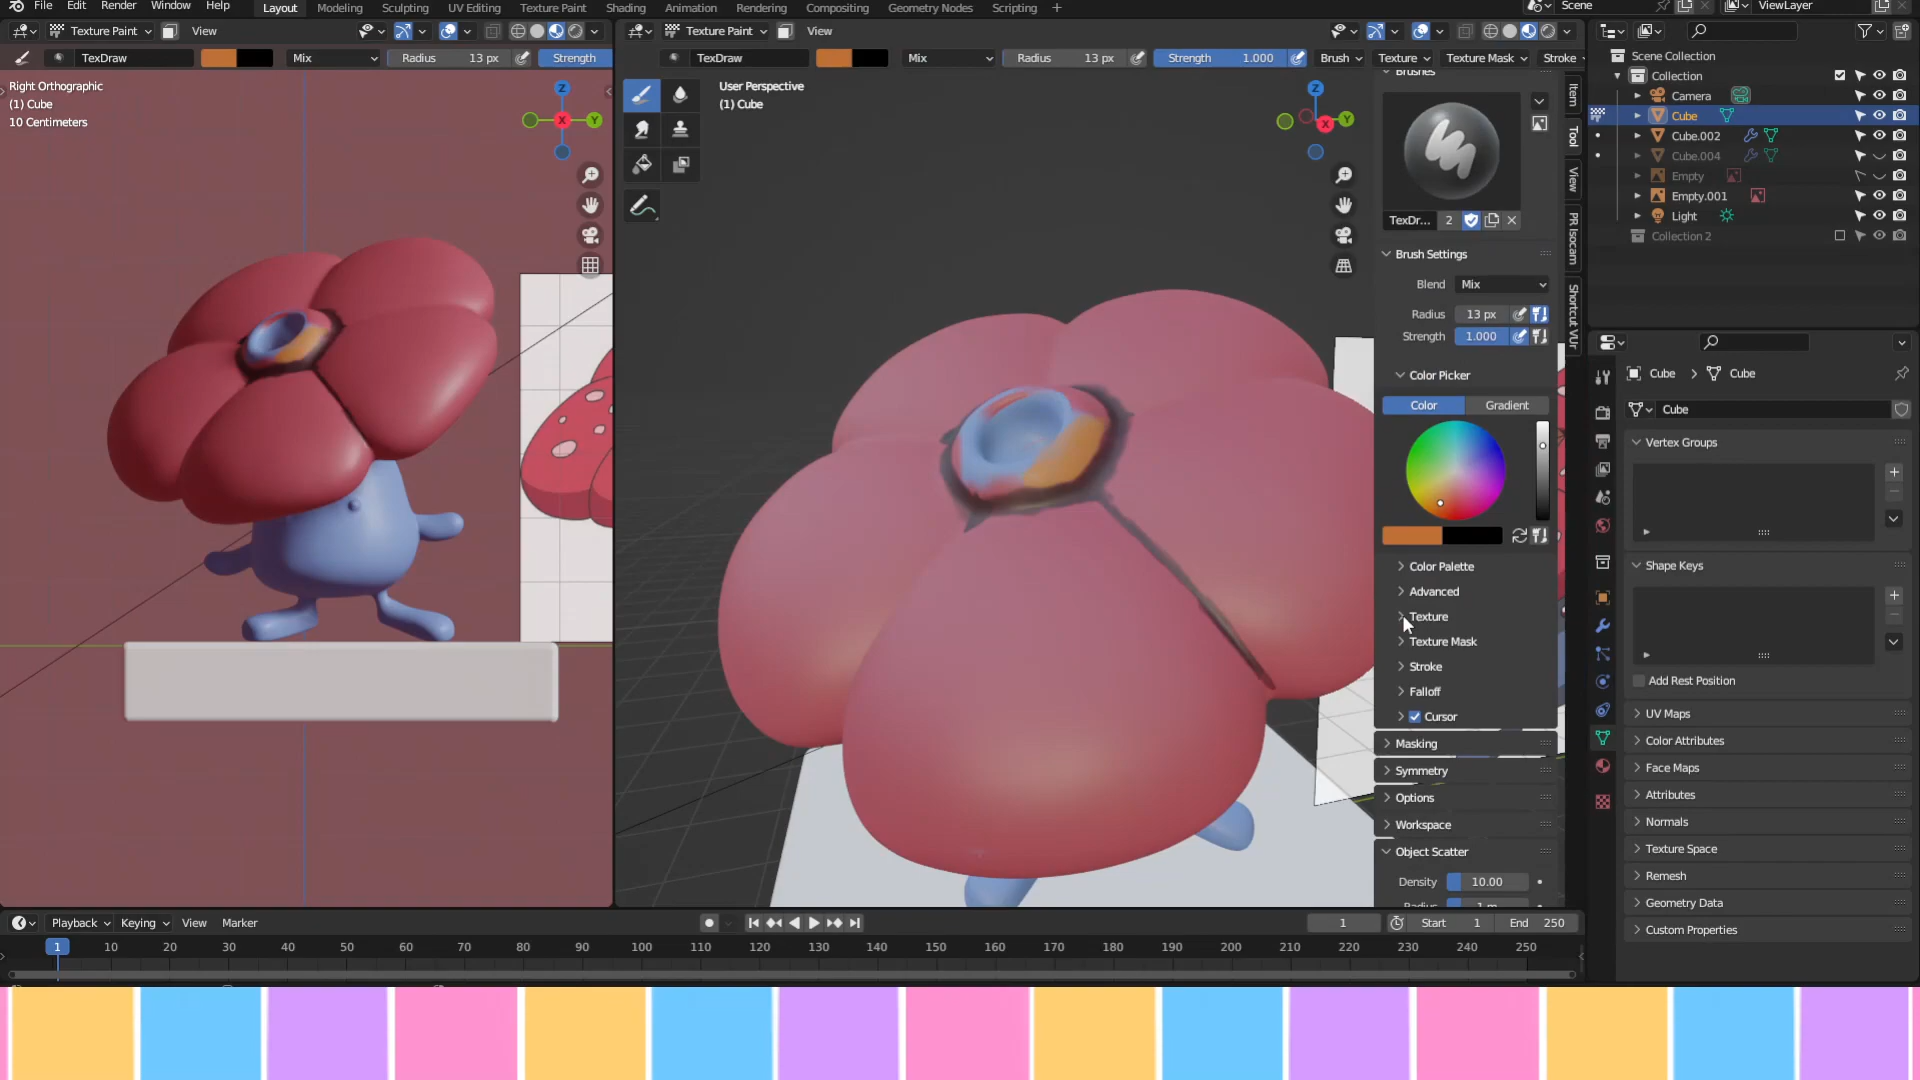 File Edit Render Window Help Layout Modeling Sculpting UV Editing Texture Paint Shading Animation Rendering Compositing Geometry Nodes Scripting + Scene ViewLayer
Texture Paint View
Texture Paint View
TexDraw Mix Radius 13 px Strength
TexDraw Mix Radius 13 px Strength 1.000 Brush Texture Texture Mask Stroke
Right Orthographic
(1) Cube
10 Centimeters
Z
X
Y
User Perspective
(1) Cube
Z
X
Y
Brushes
TexDr... 2
Brush Settings
Blend Mix
Radius 13 px
Strength 1.000
Color Picker
Color Gradient
Color Palette
Advanced
Texture
Texture Mask
Stroke
Falloff
Cursor
Masking
Symmetry
Options
Workspace
Object Scatter
Density 10.00
Radius 1 m
Item
Tool
View
PR Isocam
Shortcut VUr
Scene Collection
Collection
Camera
Cube
Cube.002
Cube.004
Empty
Empty.001
Light
Collection 2
Cube > Cube
Cube
Vertex Groups
Shape Keys
Add Rest Position
UV Maps
Color Attributes
Face Maps
Attributes
Normals
Texture Space
Remesh
Geometry Data
Custom Properties
Playback Keying View Marker
1 Start 1 End 250
1 10 20 30 40 50 60 70 80 90 100 110 120 130 140 150 160 170 180 190 200 210 220 230 240 250